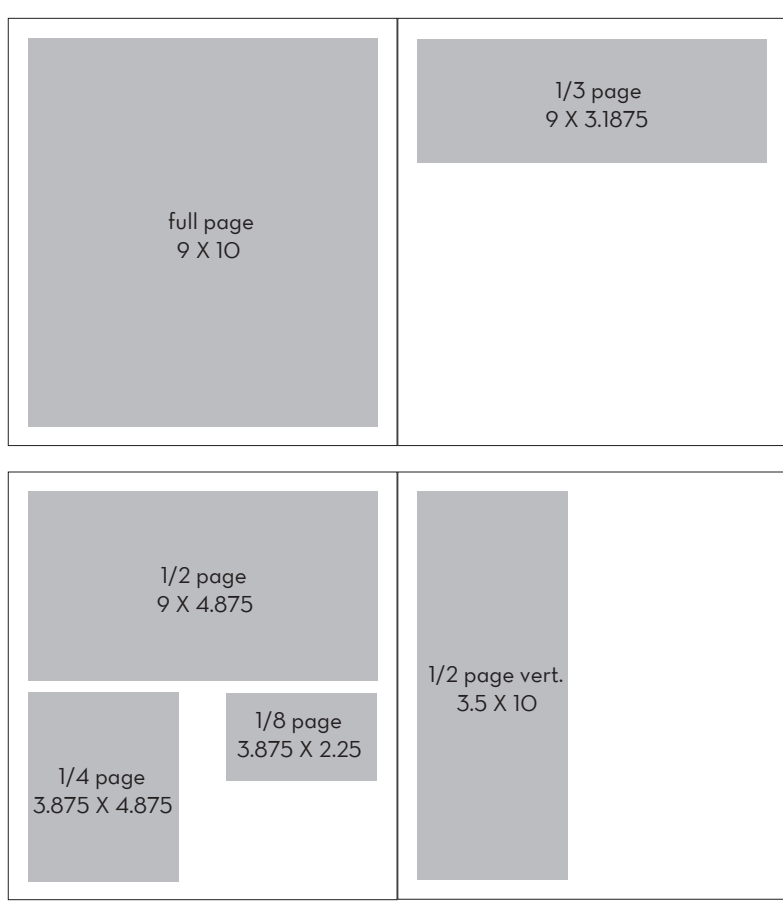 full page
9 X 10
1/3 page
9 X 3.1875
1/2 page
9 X 4.875
1/4 page
3.875 X 4.875
1/8 page
3.875 X 2.25
1/2 page vert.
3.5 X 10